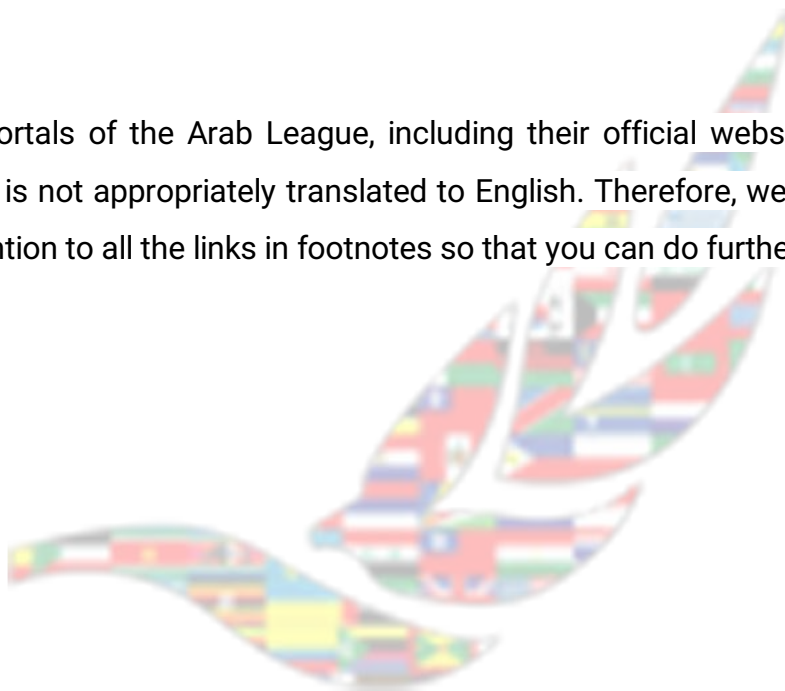 ortals of the Arab League, including their official webs
is not appropriately translated to English. Therefore, we
ntion to all the links in footnotes so that you can do furthe